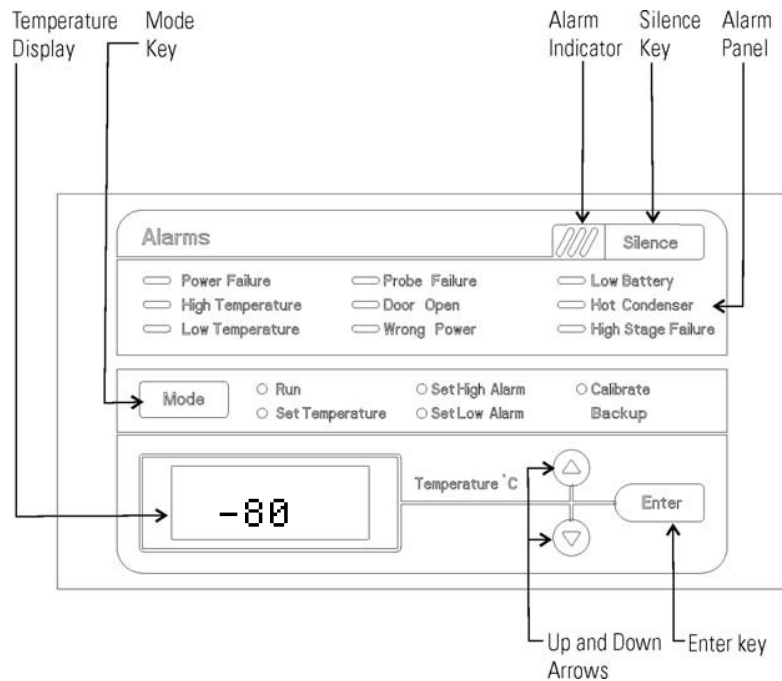 Temperature Display
Mode Key
Alarm Indicator
Silence Key
Alarm Panel
Alarms
Silence
Power Failure
Probe Failure
Low Battery
High Temperature
Door Open
Hot Condenser
Low Temperature
Wrong Power
High Stage Failure
Mode
Run
Set High Alarm
Calibrate
Set Temperature
Set Low Alarm
Backup
Temperature °C
-80
Enter
Up and Down Arrows
Enter key